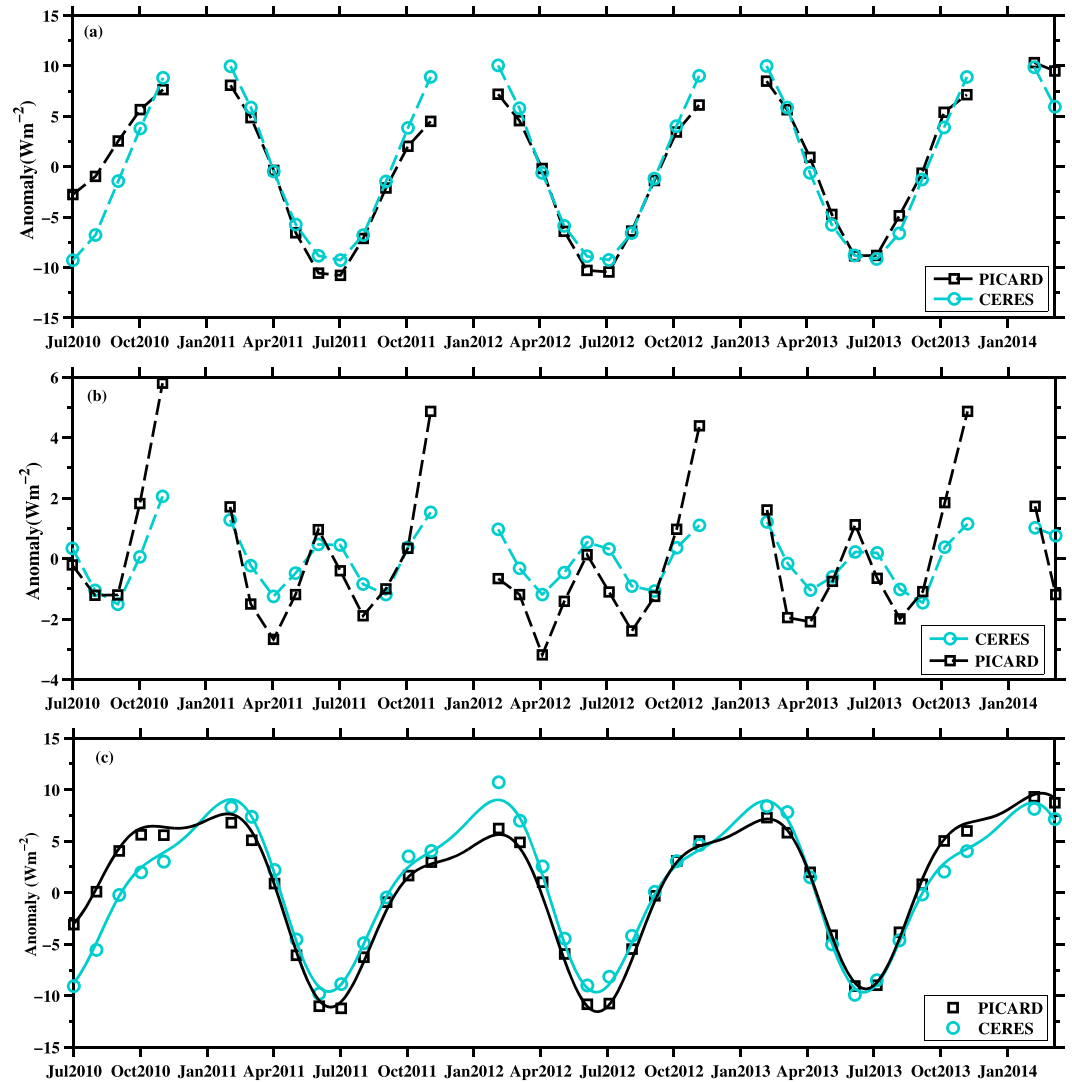 (a)
Anomaly(Wm−2)
15
10
5
0
−5
−10
−15
PICARD
CERES
Jul2010 Oct2010 Jan2011 Apr2011 Jul2011 Oct2011 Jan2012 Apr2012 Jul2012 Oct2012 Jan2013 Apr2013 Jul2013 Oct2013 Jan2014
(b)
Anomaly(Wm−2)
6
4
2
0
−2
−4
CERES
PICARD
Jul2010 Oct2010 Jan2011 Apr2011 Jul2011 Oct2011 Jan2012 Apr2012 Jul2012 Oct2012 Jan2013 Apr2013 Jul2013 Oct2013 Jan2014
(c)
Anomaly (Wm−2)
15
10
5
0
−5
−10
−15
PICARD
CERES
Jul2010 Oct2010 Jan2011 Apr2011 Jul2011 Oct2011 Jan2012 Apr2012 Jul2012 Oct2012 Jan2013 Apr2013 Jul2013 Oct2013 Jan2014